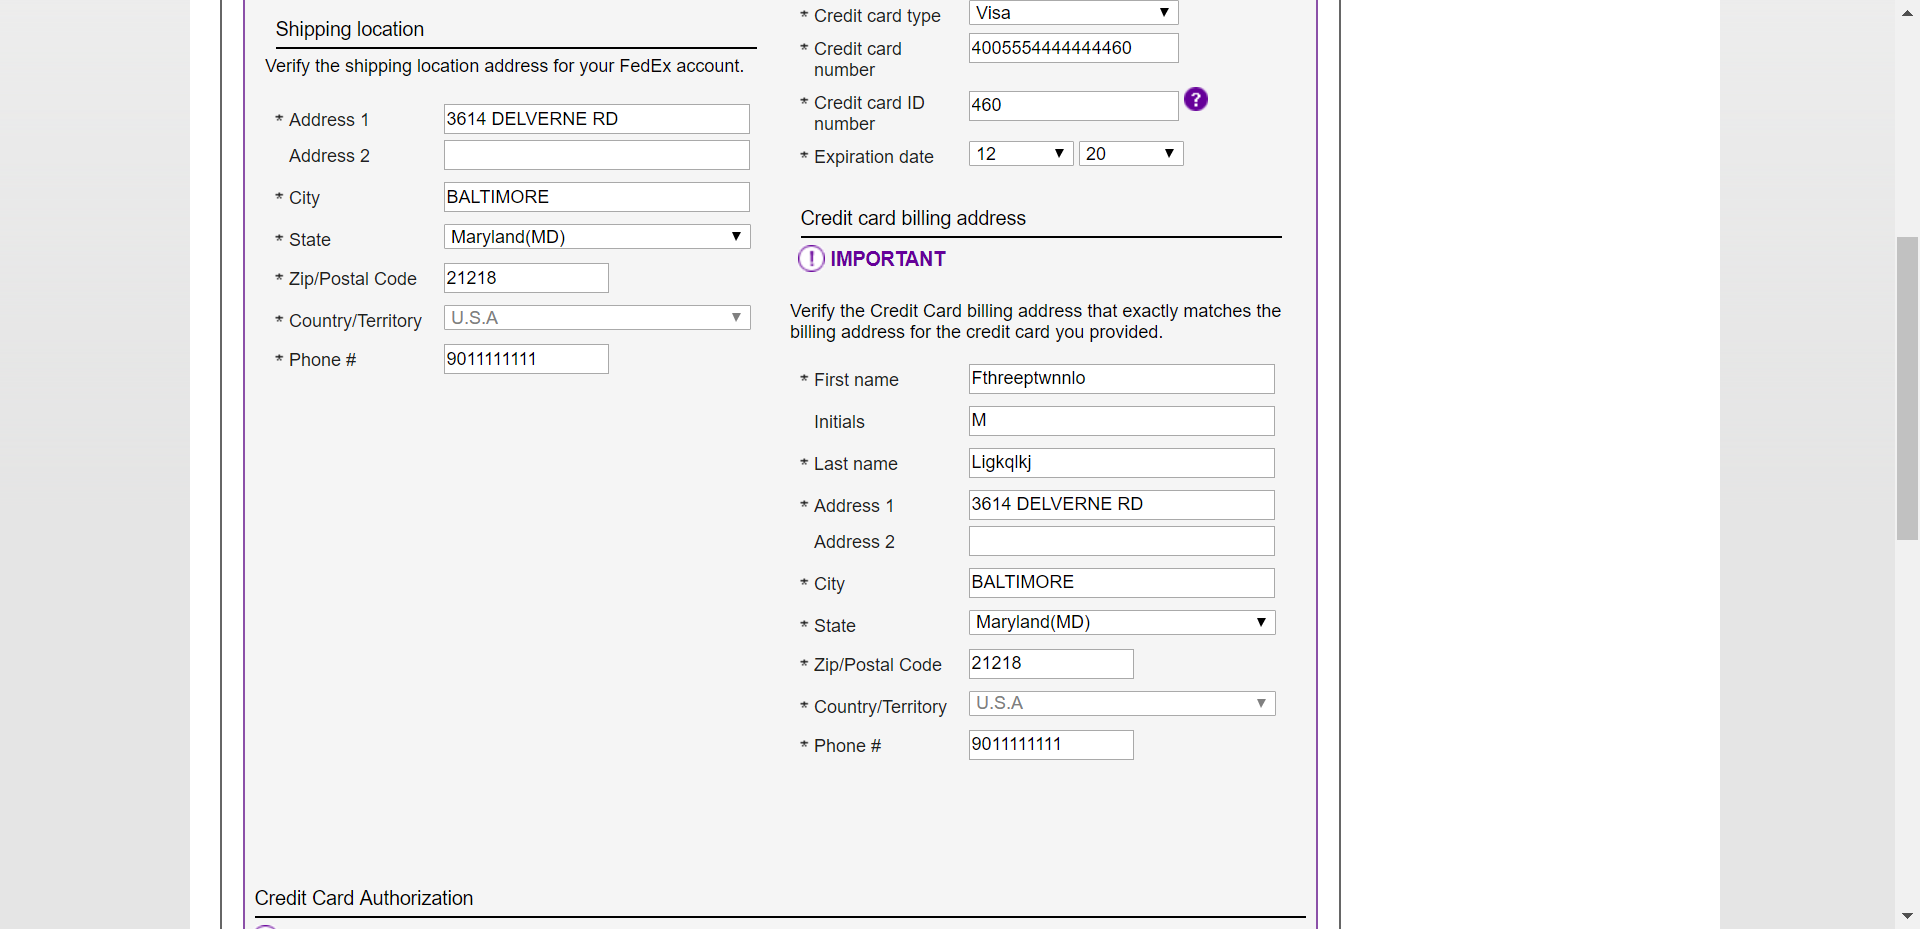 Shipping location
Verify the shipping location address for your FedEx account.
* Address 1 3614 DELVERNE RD
Address 2
* City BALTIMORE
* State Maryland(MD)
* Zip/Postal Code 21218
* Country/Territory U.S.A
* Phone # 9011111111
* Credit card type Visa
* Credit card
number 4005554444444460
* Credit card ID
number 460 ?
* Expiration date 12 20
Credit card billing address
! IMPORTANT
Verify the Credit Card billing address that exactly matches the
billing address for the credit card you provided.
* First name Fthreeptwnnlo
Initials M
* Last name Ligkqlkj
* Address 1 3614 DELVERNE RD
Address 2
* City BALTIMORE
* State Maryland(MD)
* Zip/Postal Code 21218
* Country/Territory U.S.A
* Phone # 9011111111
Credit Card Authorization